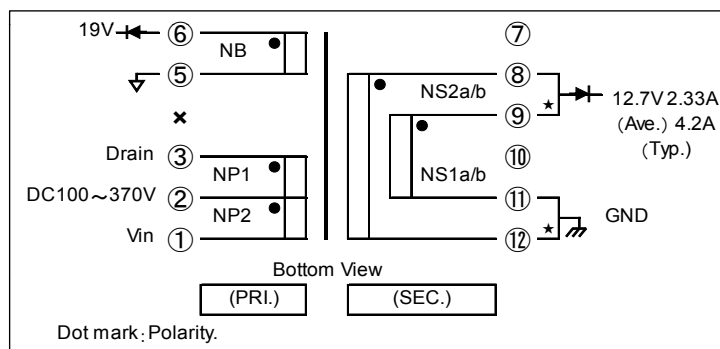 19V ⑥ NB ⑦
⑤ ⑧ NS2a/b
★ 12.7V 2.33A
⑨ (Ave.) 4.2A
(Typ.)
Drain ③ NP1 ⑩
DC100～370V ② NS1a/b ⑪
NP2 GND
Vin ① ⑫ ★
Bottom View
(PRI.) (SEC.)
Dot mark:Polarity.